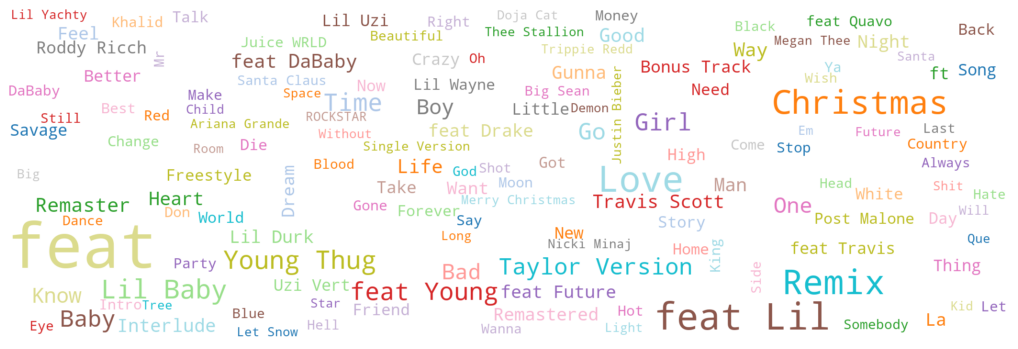 Lil Yachty
Khalid
Talk
Lil Uzi
Right
Doja Cat
Money
feat Quavo
Back
Feel
Roddy Ricch
Mr
Juice WRLD
Beautiful
Thee Stallion
Good
Black
Megan Thee
Night
Better
feat DaBaby
Crazy
Oh
Trippie Redd
Way
Santa
DaBaby
Santa Claus
Now
Lil Wayne
Gunna
Bonus Track
Ya
ft
Song
Make
Space
Time
Boy
Big Sean
Justin Bieber
Need
Wish
Christmas
Still
Best
Red
Child
ROCKSTAR
Little
Demon
Savage
Ariana Grande
Without
feat Drake
Go
Girl
Em
Future
Last
Change
Room
Die
Single Version
Come
Stop
Country
Big
Freestyle
Blood
Life
God
Shot
Got
High
Always
Remaster
Heart
Dream
Take
Want
Moon
Love
Man
Head
White
Shit
Hate
Dance
Don
World
Gone
Forever
Merry Christmas
Travis Scott
One
Post Malone
Day
Will
feat
Lil Durk
Say
Long
New
Nicki Minaj
Story
Home
King
feat Travis
Que
Party
Young Thug
Bad
Taylor Version
Side
Remix
Thing
Know
Lil Baby
Uzi Vert
feat Young
feat Future
Intro
Tree
Star
Friend
Remastered
Hot
feat Lil
Kid
Let
Eye
Baby
Interlude
Blue
Let Snow
Hell
Wanna
Light
Somebody
La